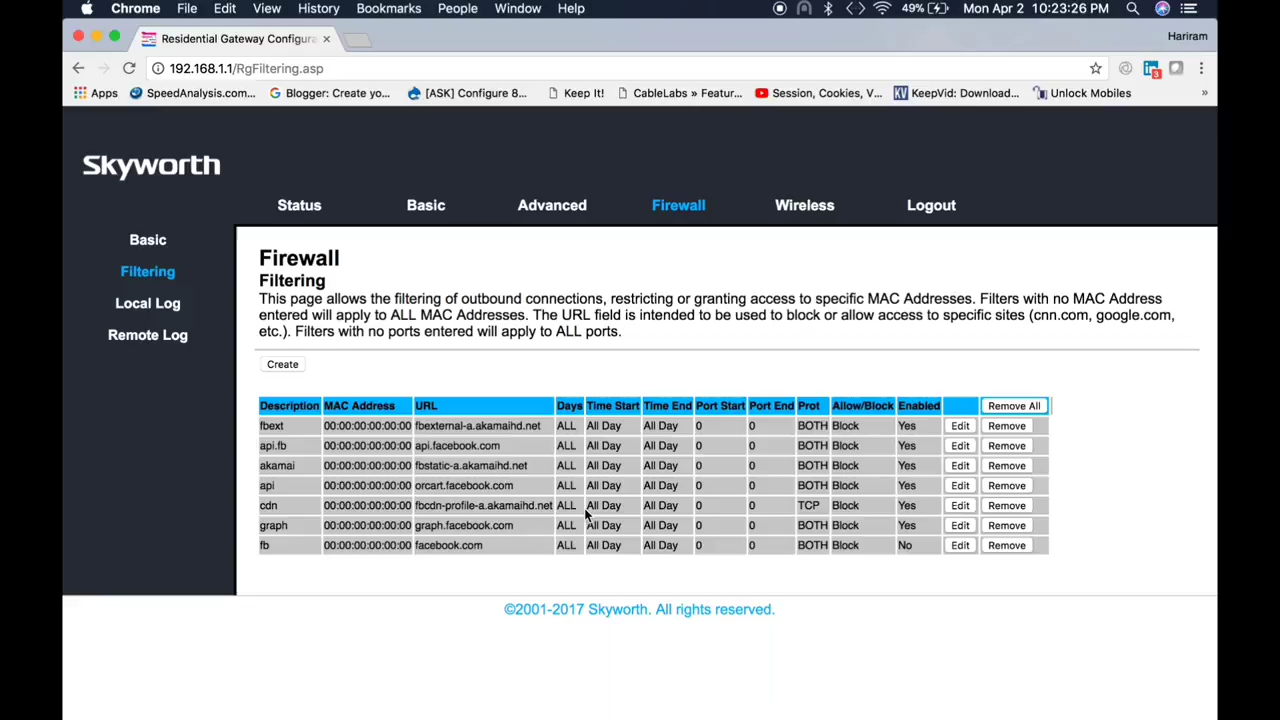 Chrome File Edit View History Bookmarks People Window Help 49% Mon Apr 2 10:23:26 PM
Residential Gateway Configura × Hariram
192.168.1.1/RgFiltering.asp 3
Apps SpeedAnalysis.com... Blogger: Create yo... [ASK] Configure 8... Keep It! CableLabs » Featur... Session, Cookies, V... KV KeepVid: Download... Unlock Mobiles »
Skyworth
Status Basic Advanced Firewall Wireless Logout
Basic
Filtering
Local Log
Remote Log
Firewall
Filtering
This page allows the filtering of outbound connections, restricting or granting access to specific MAC Addresses. Filters with no MAC Address
entered will apply to ALL MAC Addresses. The URL field is intended to be used to block or allow access to specific sites (cnn.com, google.com,
etc.). Filters with no ports entered will apply to ALL ports.
Create
Description MAC Address URL Days Time Start Time End Port Start Port End Prot Allow/Block Enabled Remove All
fbext 00:00:00:00:00:00 fbexternal-a.akamaihd.net ALL All Day All Day 0 0 BOTH Block Yes Edit Remove
api.fb 00:00:00:00:00:00 api.facebook.com ALL All Day All Day 0 0 BOTH Block Yes Edit Remove
akamai 00:00:00:00:00:00 fbstatic-a.akamaihd.net ALL All Day All Day 0 0 BOTH Block Yes Edit Remove
api 00:00:00:00:00:00 orcart.facebook.com ALL All Day All Day 0 0 BOTH Block Yes Edit Remove
cdn 00:00:00:00:00:00 fbcdn-profile-a.akamaihd.net ALL All Day All Day 0 0 TCP Block Yes Edit Remove
graph 00:00:00:00:00:00 graph.facebook.com ALL All Day All Day 0 0 BOTH Block Yes Edit Remove
fb 00:00:00:00:00:00 facebook.com ALL All Day All Day 0 0 BOTH Block No Edit Remove
©2001-2017 Skyworth. All rights reserved.